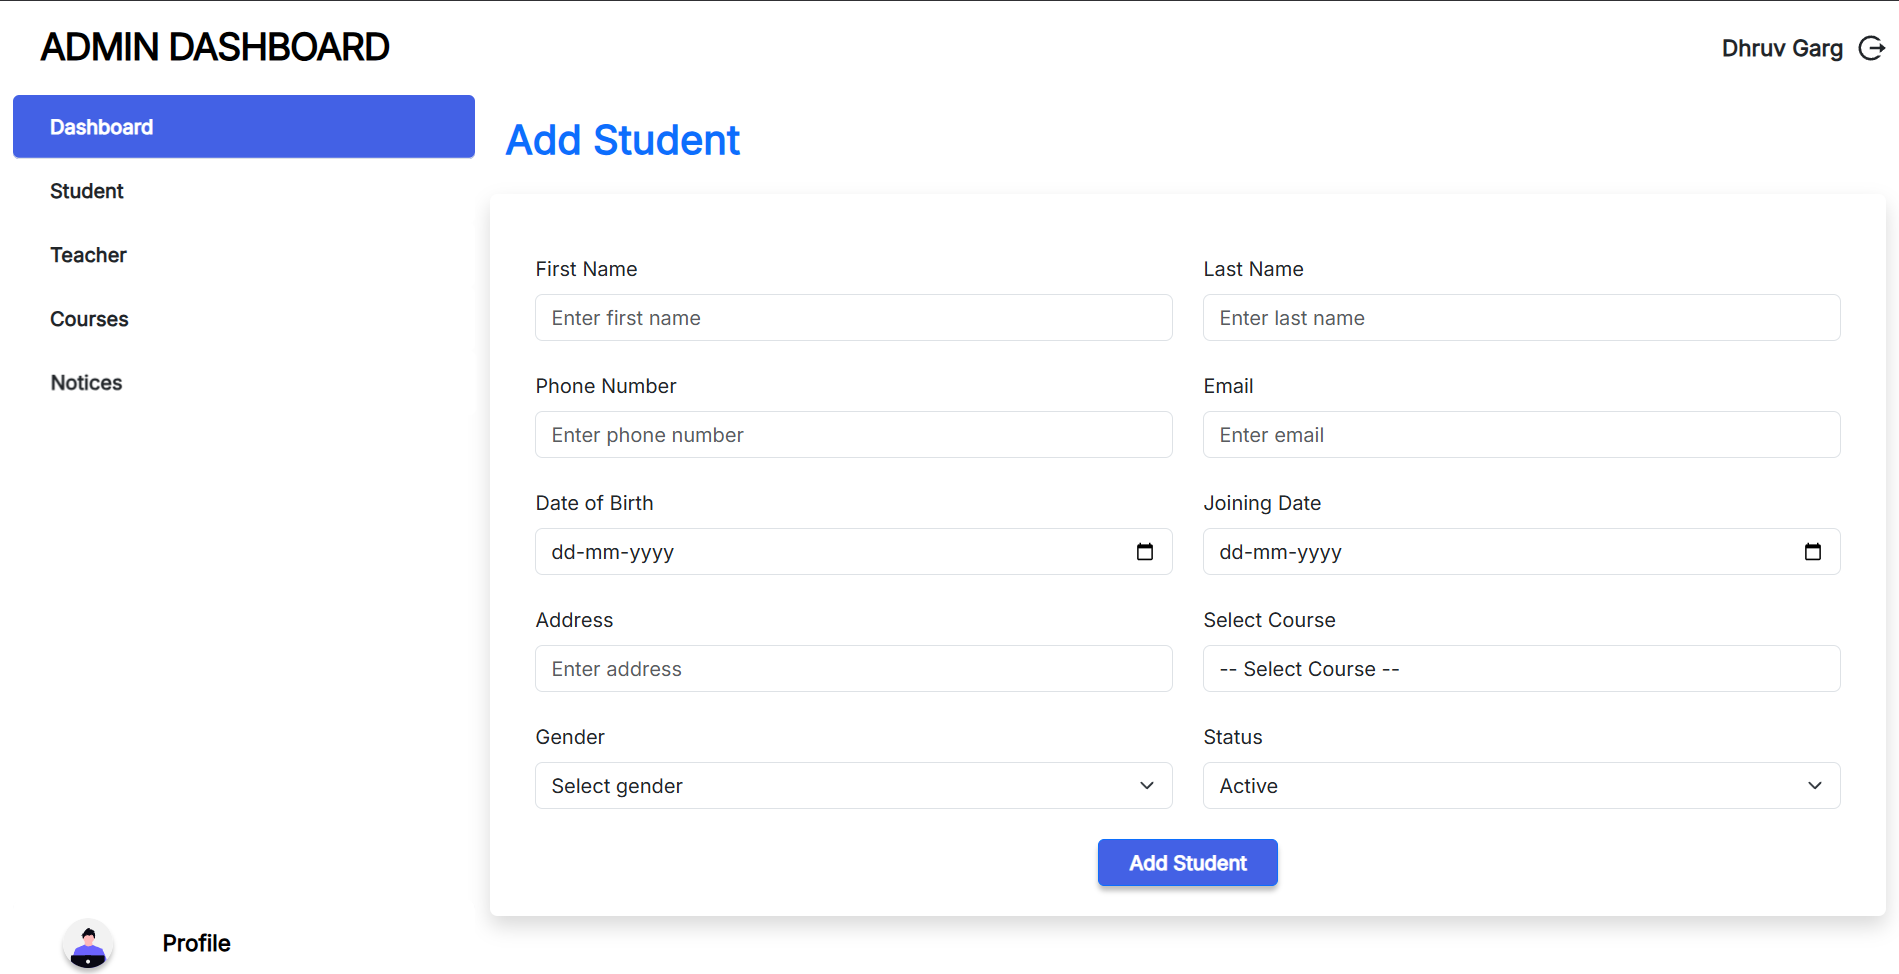 ADMIN DASHBOARD
Dhruv Garg
Dashboard
Student
Teacher
Courses
Notices
Profile
Add Student
First Name
Last Name
Enter first name
Enter last name
Phone Number
Email
Enter phone number
Enter email
Date of Birth
Joining Date
dd-mm-yyyy
dd-mm-yyyy
Address
Select Course
Enter address
-- Select Course --
Gender
Status
Select gender
Active
Add Student